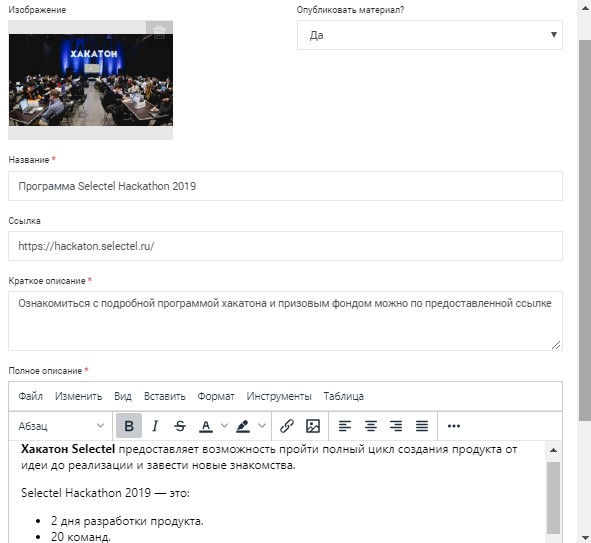 Изображение
Опубликовать материал?
ХАКАТОН
Да
Название *
Программа Selectel Hackathon 2019
Ссылка
https://hackaton.selectel.ru/
Краткое описание *
Ознакомиться с подробной программой хакатона и призовым фондом можно по предоставленной ссылке
Полное описание *
Файл Изменить Вид Вставить Формат Инструменты Таблица
Абзац B I S A
Хакатон Selectel предоставляет возможность пройти полный цикл создания продукта от
идеи до реализации и завести новые знакомства.
Selectel Hackathon 2019 — это:
• 2 дня разработки продукта.
• 20 команд.